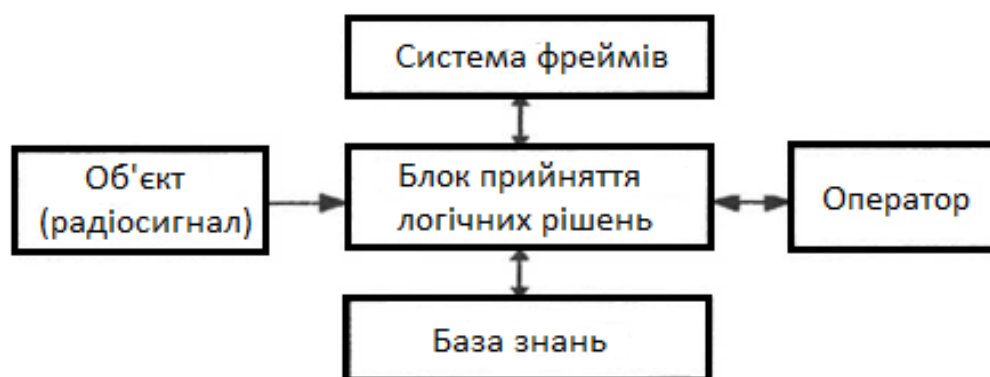 Система фреймів
Об'єкт
(радіосигнал)
Блок прийняття
логічних рішень
Оператор
База знань